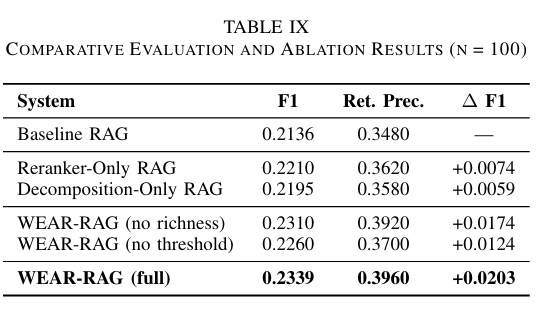 TABLE IX
COMPARATIVE EVALUATION AND ABLATION RESULTS (N = 100)
System F1 Ret. Prec. Δ F1
Baseline RAG 0.2136 0.3480 —
Reranker-Only RAG 0.2210 0.3620 +0.0074
Decomposition-Only RAG 0.2195 0.3580 +0.0059
WEAR-RAG (no richness) 0.2310 0.3920 +0.0174
WEAR-RAG (no threshold) 0.2260 0.3700 +0.0124
WEAR-RAG (full) 0.2339 0.3960 +0.0203